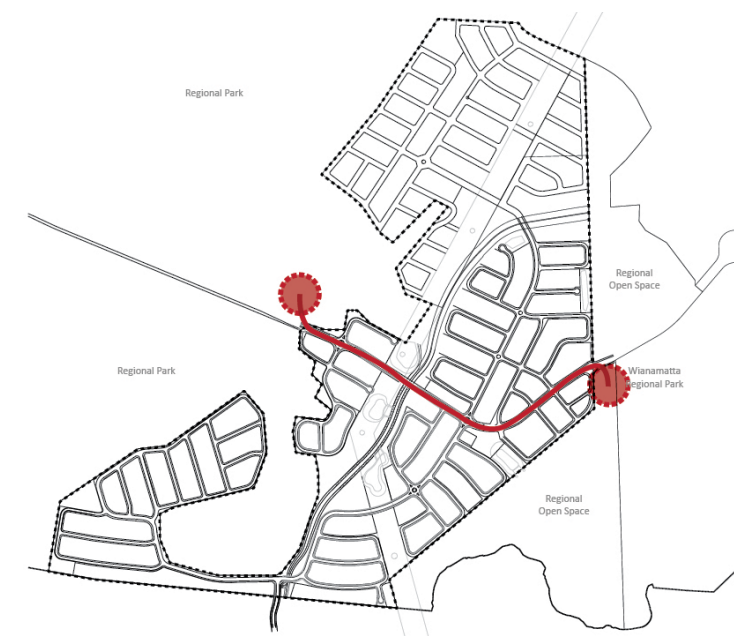 Regional Park
Regional
Open Space
Regional Park
Wianamatta
Regional Park
Regional
Open Space